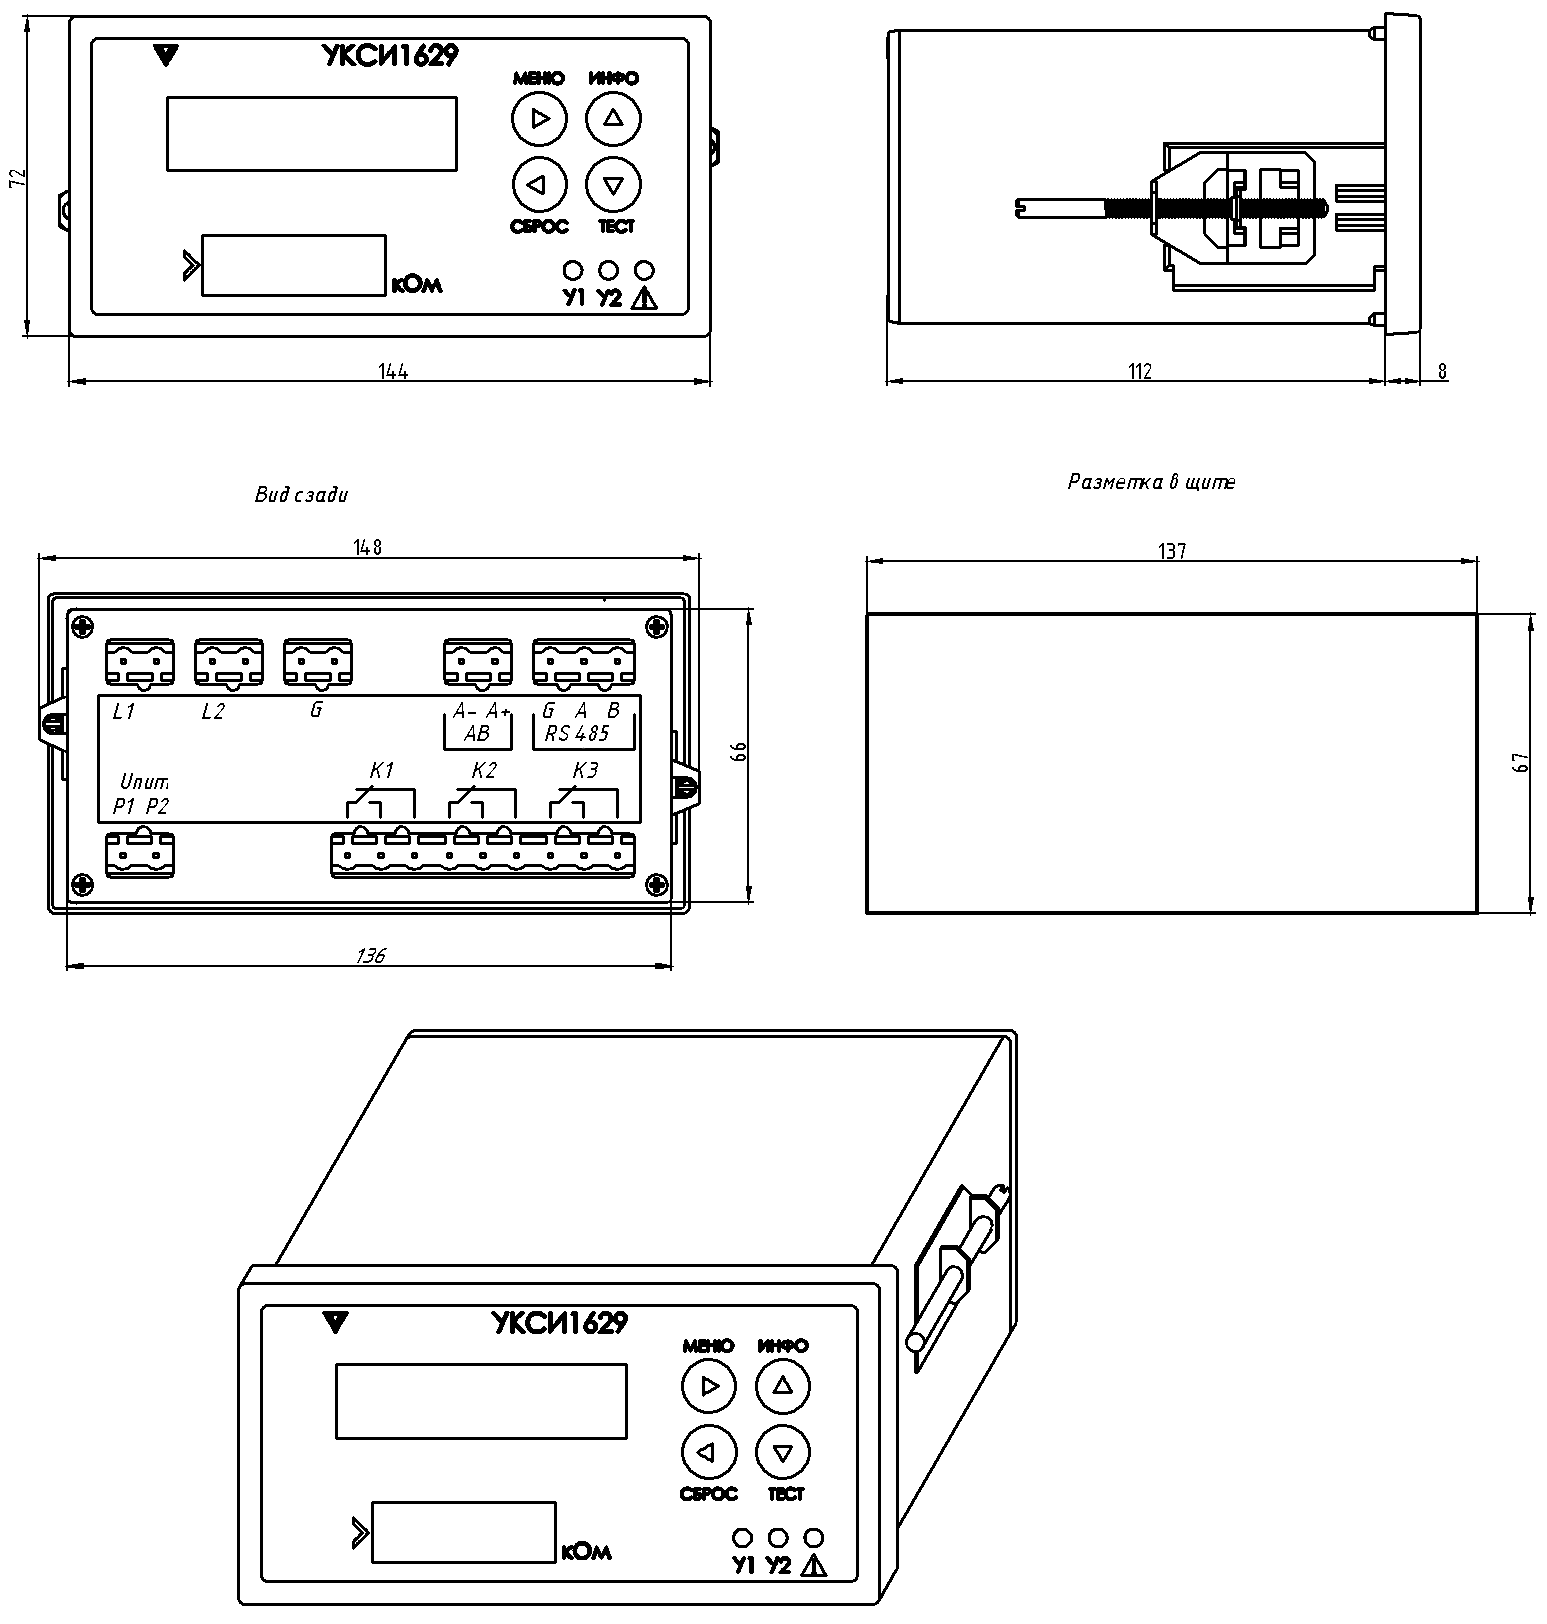 УКСИ1629
МЕНЮ ИНФО
СБРОС ТЕСТ
кОм
У1 У2
72
144
112
8
Вид сзади
Разметка в щите
148
137
L1 L2 G A- A+ G A B
AB RS 485
Uпит K1 K2 K3
P1 P2
66
67
136
УКСИ1629
МЕНЮ ИНФО
СБРОС ТЕСТ
кОм
У1 У2